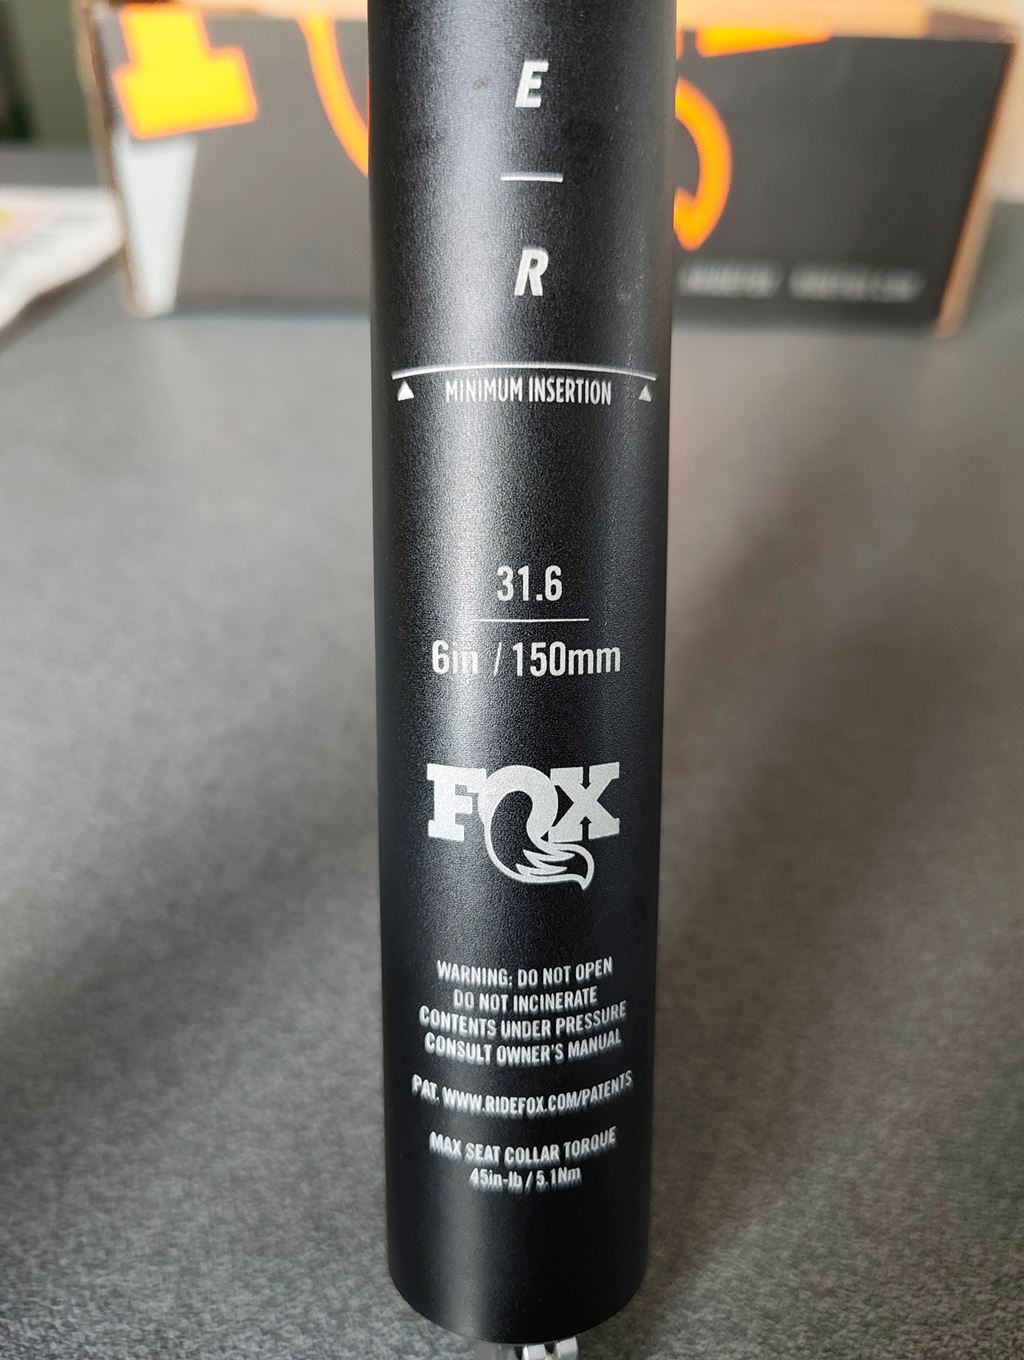 E
R
MINIMUM INSERTION
31.6
6in / 150mm
FOX
WARNING: DO NOT OPEN
DO NOT INCINERATE
CONTENTS UNDER PRESSURE
CONSULT OWNER'S MANUAL
PAT. WWW.RIDEFOX.COM/PATENTS
MAX SEAT COLLAR TORQUE
45in-lb / 5.1Nm